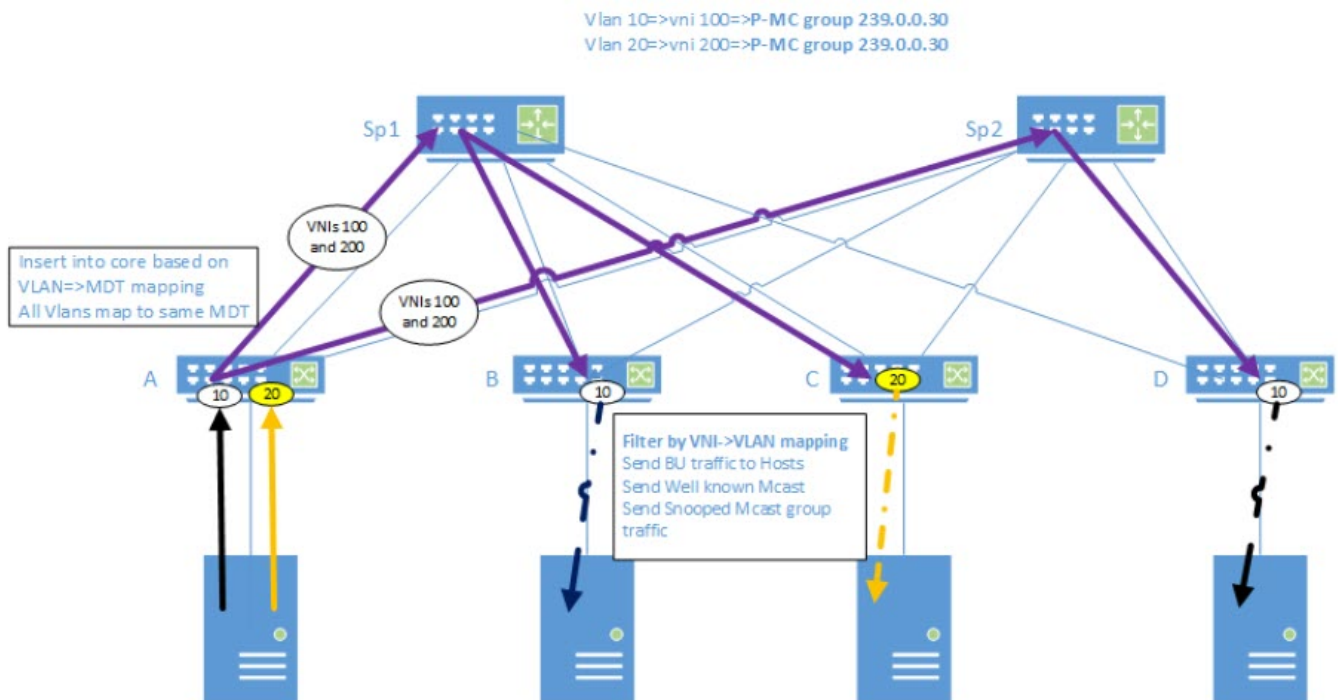 Vlan 10=>vni 100=>P-MC group 239.0.0.30
Vlan 20=>vni 200=>P-MC group 239.0.0.30
Sp1
Sp2
VNIs 100
and 200
Insert into core based on
VLAN=>MDT mapping
All Vlans map to same MDT
VNIs 100
and 200
A
10
20
B
10
C
20
D
10
Filter by VNI->VLAN mapping
Send BU traffic to Hosts
Send Well known Mcast
Send Snooped Mcast group
traffic